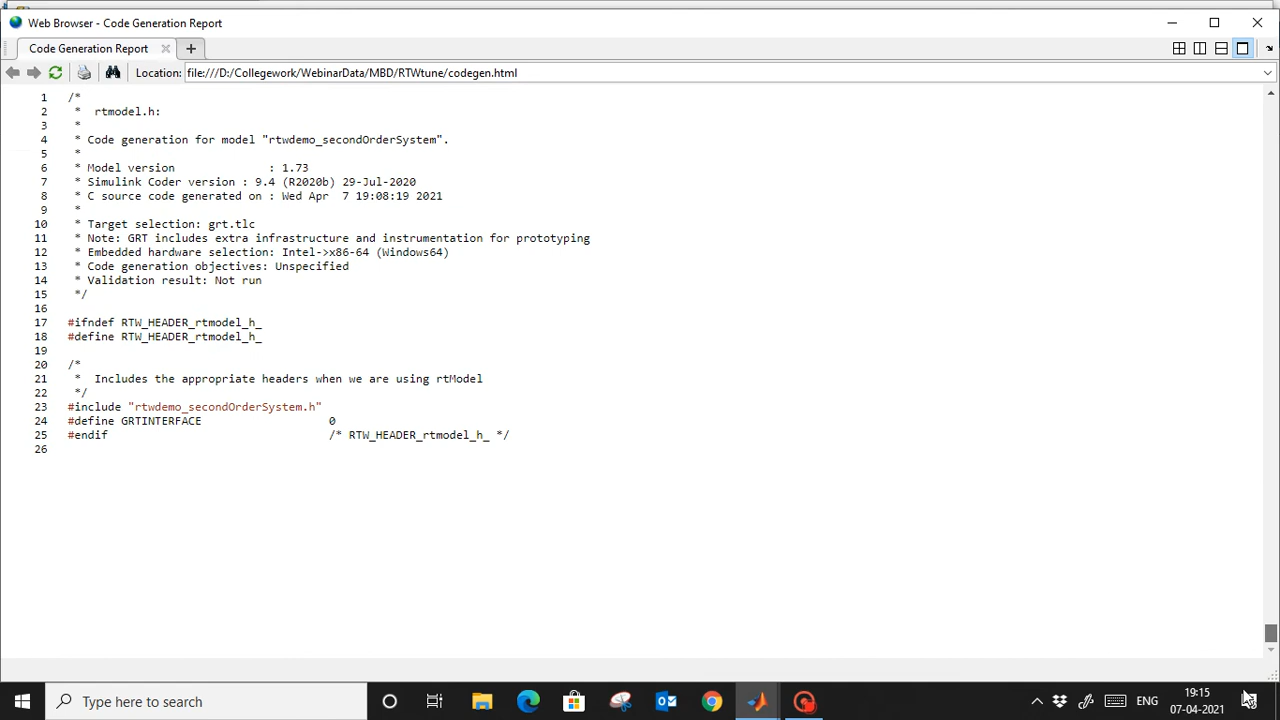 Web Browser - Code Generation Report
Code Generation Report
Location: file:///D:/Collegework/WebinarData/MBD/RTWtune/codegen.html
1 /*
2 * rtmodel.h:
3 *
4 * Code generation for model "rtwdemo_secondOrderSystem".
5 *
6 * Model version : 1.73
7 * Simulink Coder version : 9.4 (R2020b) 29-Jul-2020
8 * C source code generated on : Wed Apr 7 19:08:19 2021
9 *
10 * Target selection: grt.tlc
11 * Note: GRT includes extra infrastructure and instrumentation for prototyping
12 * Embedded hardware selection: Intel->x86-64 (Windows64)
13 * Code generation objectives: Unspecified
14 * Validation result: Not run
15 */
16
17 #ifndef RTW_HEADER_rtmodel_h_
18 #define RTW_HEADER_rtmodel_h_
19
20 /*
21 * Includes the appropriate headers when we are using rtModel
22 */
23 #include "rtwdemo_secondOrderSystem.h"
24 #define GRTINTERFACE 0
25 #endif /* RTW_HEADER_rtmodel_h_ */
26
Type here to search
ENG
19:15
07-04-2021